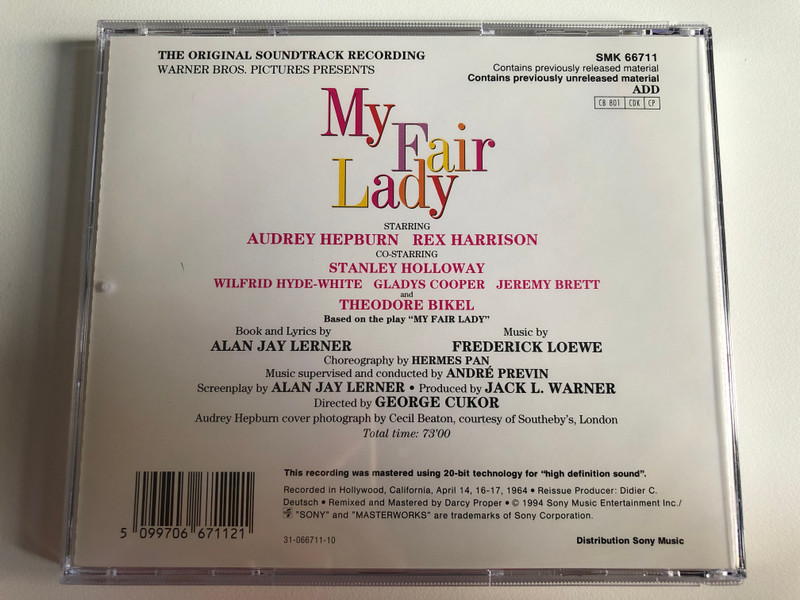 THE ORIGINAL SOUNDTRACK RECORDING
WARNER BROS. PICTURES PRESENTS
SMK 66711
Contains previously released material
Contains previously unreleased material
ADD
CB 801 CDK CP
My
Fair
Lady
STARRING
AUDREY HEPBURN REX HARRISON
CO-STARRING
STANLEY HOLLOWAY
WILFRID HYDE-WHITE GLADYS COOPER JEREMY BRETT
and
THEODORE BIKEL
Based on the play "MY FAIR LADY"
Book and Lyrics by
ALAN JAY LERNER
Music by
FREDERICK LOEWE
Choreography by HERMES PAN
Music supervised and conducted by ANDRÉ PREVIN
Screenplay by ALAN JAY LERNER • Produced by JACK L. WARNER
Directed by GEORGE CUKOR
Audrey Hepburn cover photograph by Cecil Beaton, courtesy of Southeby's, London
Total time: 73'00
This recording was mastered using 20-bit technology for "high definition sound".
Recorded in Hollywood, California, April 14, 16-17, 1964 • Reissue Producer: Didier C.
Deutsch • Remixed and Mastered by Darcy Proper • © 1994 Sony Music Entertainment Inc./
"SONY" and "MASTERWORKS" are trademarks of Sony Corporation.
5 099706 671121
31-066711-10
Distribution Sony Music